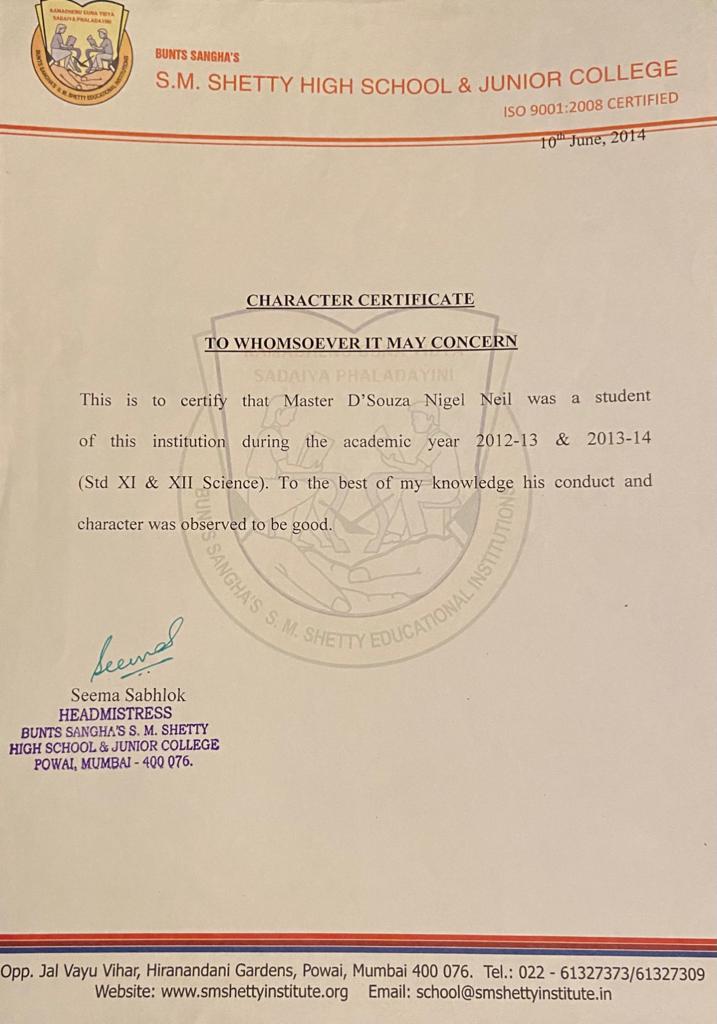 KAMADHENU GUNA VIDYA
SADAIYA PHALADAYINI
BUNTS SANGHA'S S. M. SHETTY EDUCATIONAL INSTITUTIONS
BUNTS SANGHA'S
S.M. SHETTY HIGH SCHOOL & JUNIOR COLLEGE
ISO 9001:2008 CERTIFIED
10th June, 2014
CHARACTER CERTIFICATE
TO WHOMSOEVER IT MAY CONCERN
KAMADHENU GUNA VIDYA
SADAIYA PHALADAYINI
This is to certify that Master D'Souza Nigel Neil was a student
of this institution during the academic year 2012-13 & 2013-14
(Std XI & XII Science). To the best of my knowledge his conduct and
character was observed to be good.
BUNTS SANGHA'S S. M. SHETTY EDUCATIONAL INSTITUTIONS
Seema
Seema Sabhlok
HEADMISTRESS
BUNTS SANGHA'S S. M. SHETTY
HIGH SCHOOL & JUNIOR COLLEGE
POWAI, MUMBAI - 400 076.
Opp. Jal Vayu Vihar, Hiranandani Gardens, Powai, Mumbai 400 076. Tel.: 022 - 61327373/61327309
Website: www.smshettyinstitute.org Email: school@smshettyinstitute.in